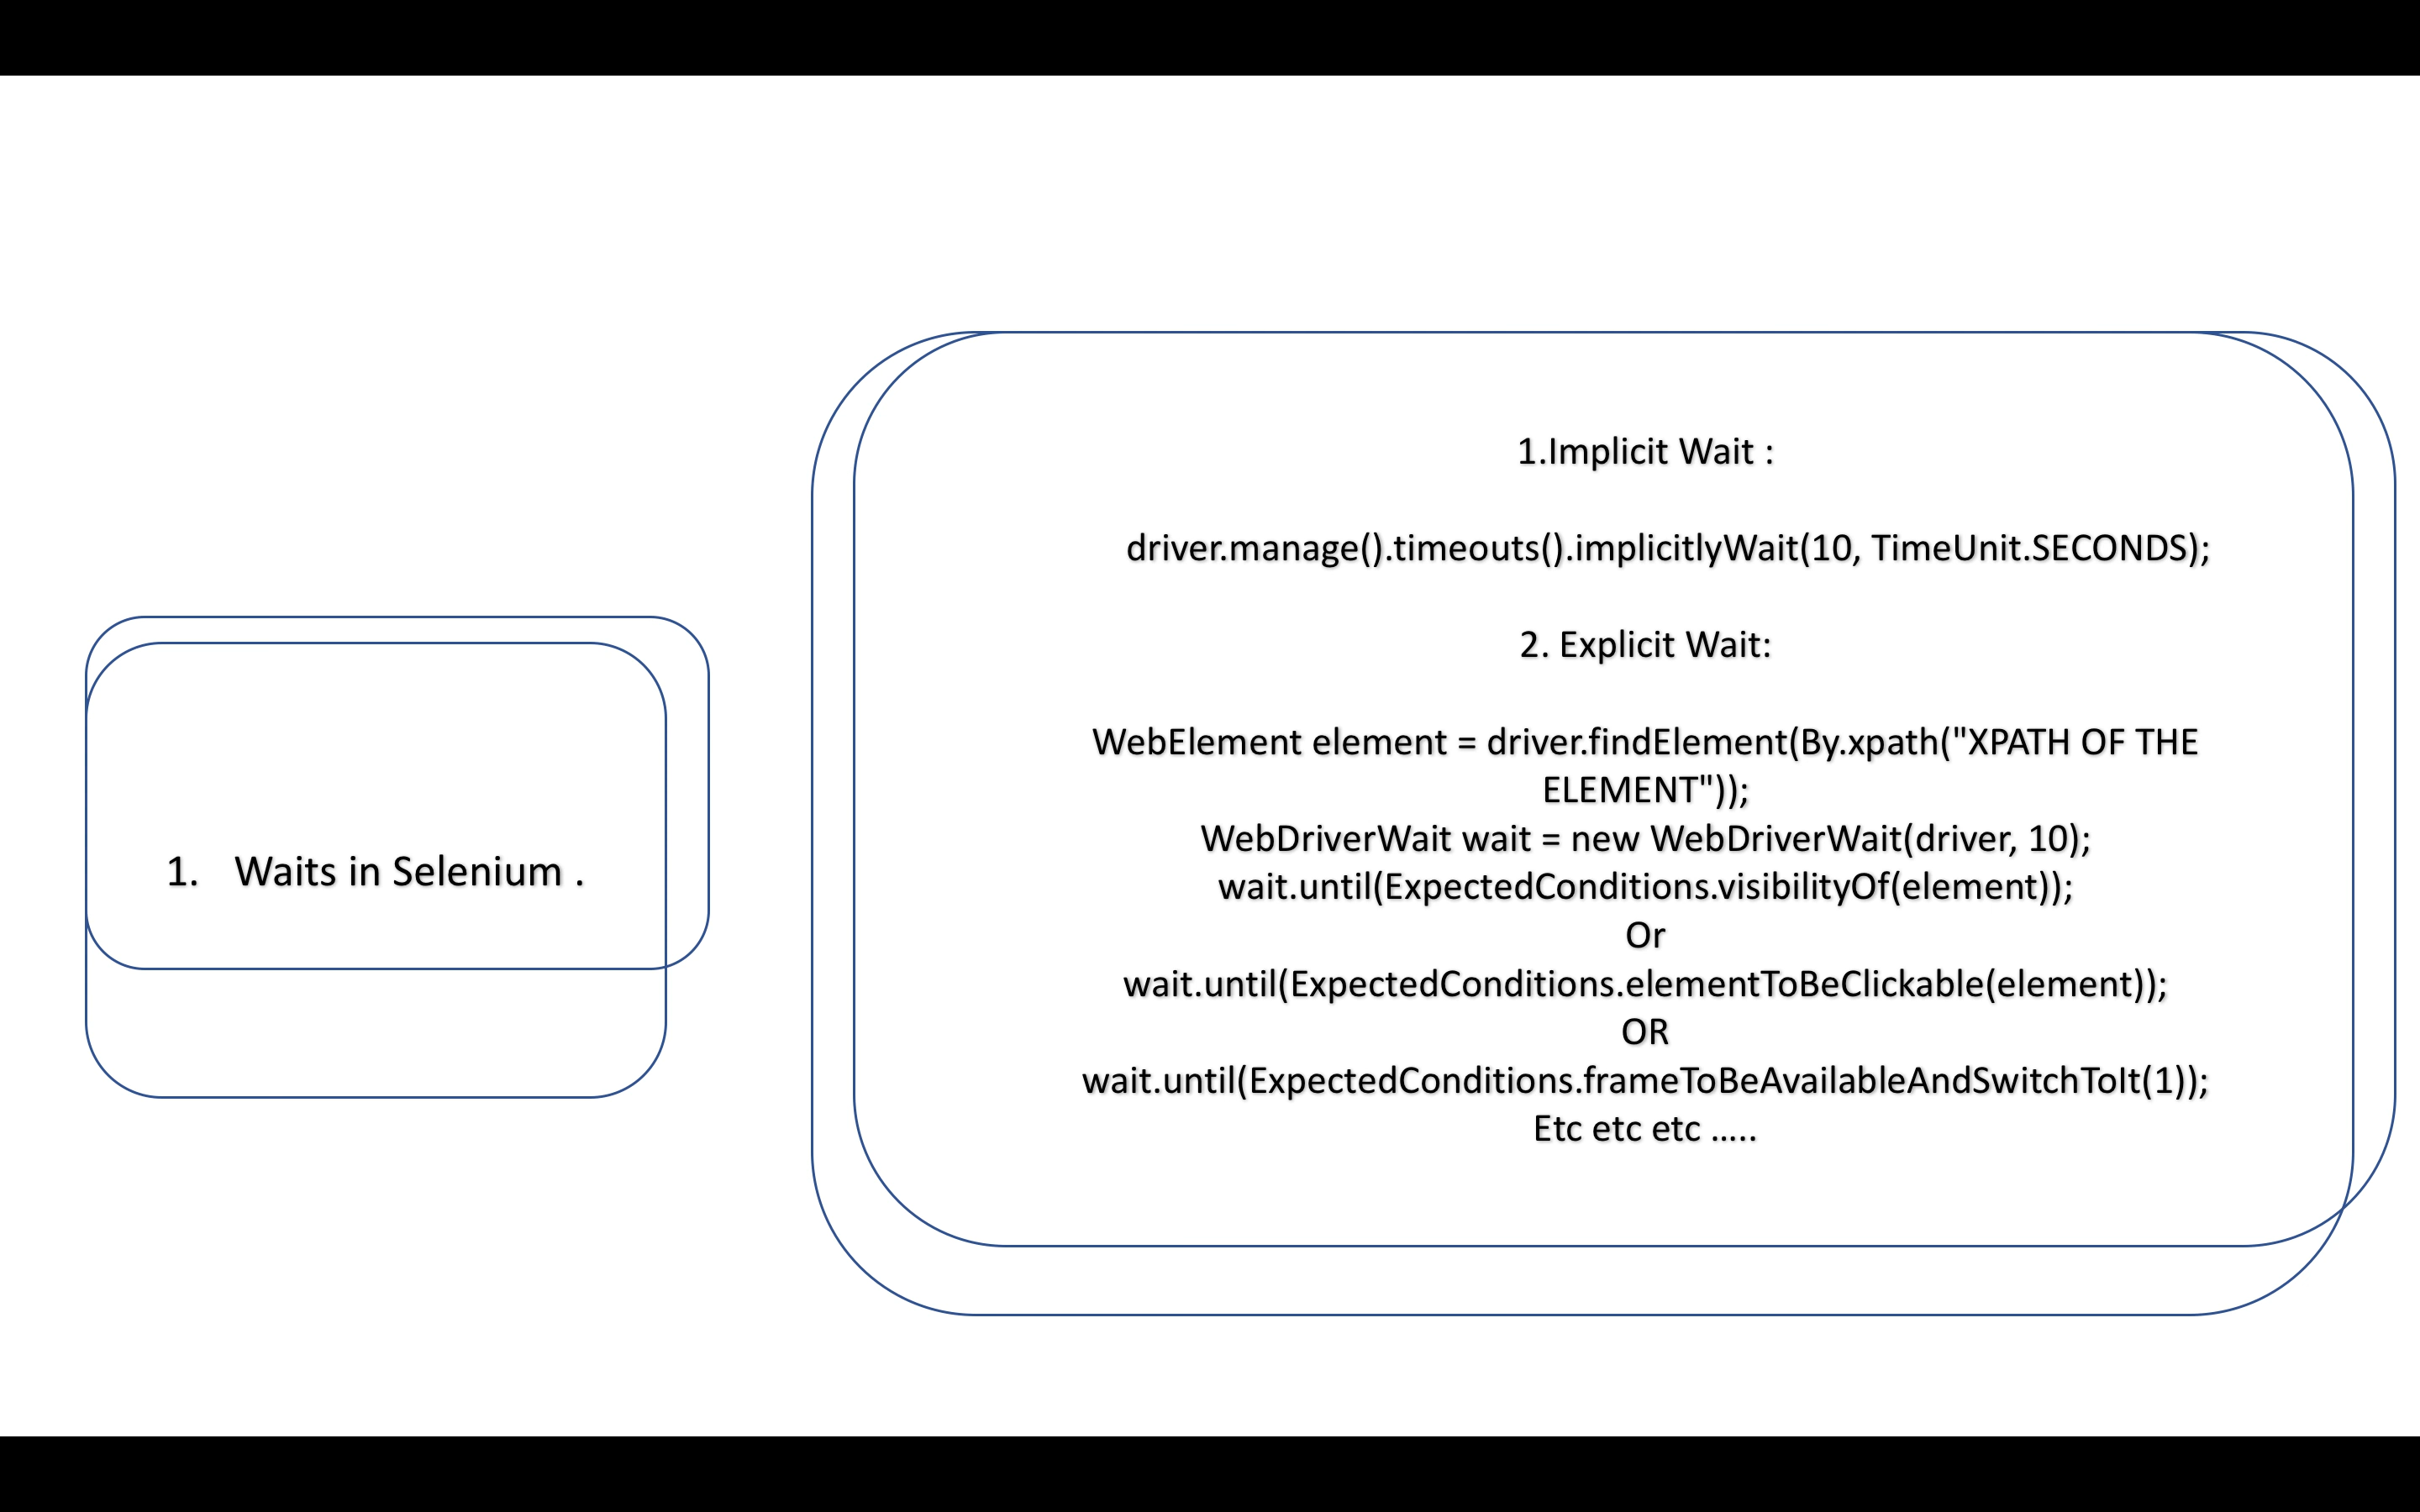 1. Waits in Selenium .
1.Implicit Wait :
driver.manage().timeouts().implicitlyWait(10, TimeUnit.SECONDS);
2. Explicit Wait:
WebElement element = driver.findElement(By.xpath("XPATH OF THE
ELEMENT"));
WebDriverWait wait = new WebDriverWait(driver, 10);
wait.until(ExpectedConditions.visibilityOf(element));
Or
wait.until(ExpectedConditions.elementToBeClickable(element));
OR
wait.until(ExpectedConditions.frameToBeAvailableAndSwitchToIt(1));
Etc etc etc .....